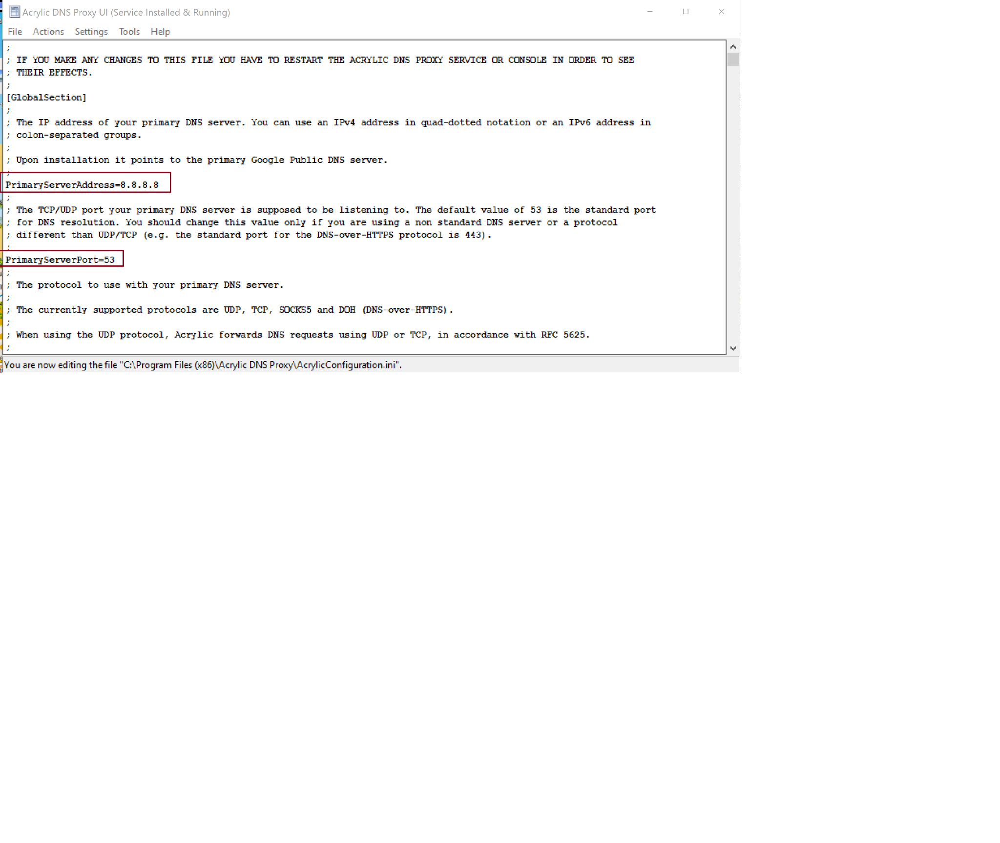 Acrylic DNS Proxy UI (Service Installed & Running)
File Actions Settings Tools Help
;
; IF YOU MAKE ANY CHANGES TO THIS FILE YOU HAVE TO RESTART THE ACRYLIC DNS PROXY SERVICE OR CONSOLE IN ORDER TO SEE
; THEIR EFFECTS.
;
[GlobalSection]
;
; The IP address of your primary DNS server. You can use an IPv4 address in quad-dotted notation or an IPv6 address in
; colon-separated groups.
;
; Upon installation it points to the primary Google Public DNS server.
;
PrimaryServerAddress=8.8.8.8
;
; The TCP/UDP port your primary DNS server is supposed to be listening to. The default value of 53 is the standard port
; for DNS resolution. You should change this value only if you are using a non standard DNS server or a protocol
; different than UDP/TCP (e.g. the standard port for the DNS-over-HTTPS protocol is 443).
;
PrimaryServerPort=53
;
; The protocol to use with your primary DNS server.
;
; The currently supported protocols are UDP, TCP, SOCKS5 and DOH (DNS-over-HTTPS).
;
; When using the UDP protocol, Acrylic forwards DNS requests using UDP or TCP, in accordance with RFC 5625.
;
You are now editing the file "C:\Program Files (x86)\Acrylic DNS Proxy\AcrylicConfiguration.ini".